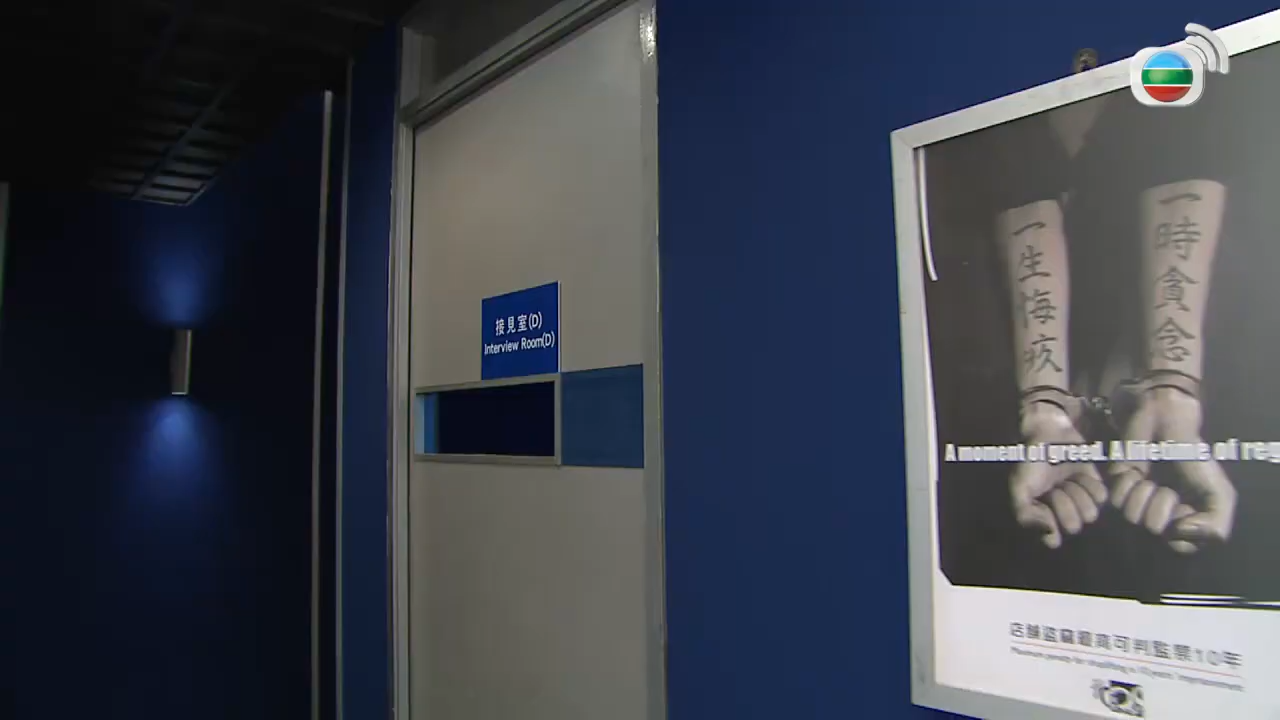 接見室(D)
Interview Room(D)
一時貪念
一生悔疚
A moment of greed. A lifetime of reg
店舖盜竊最高可判監禁10年